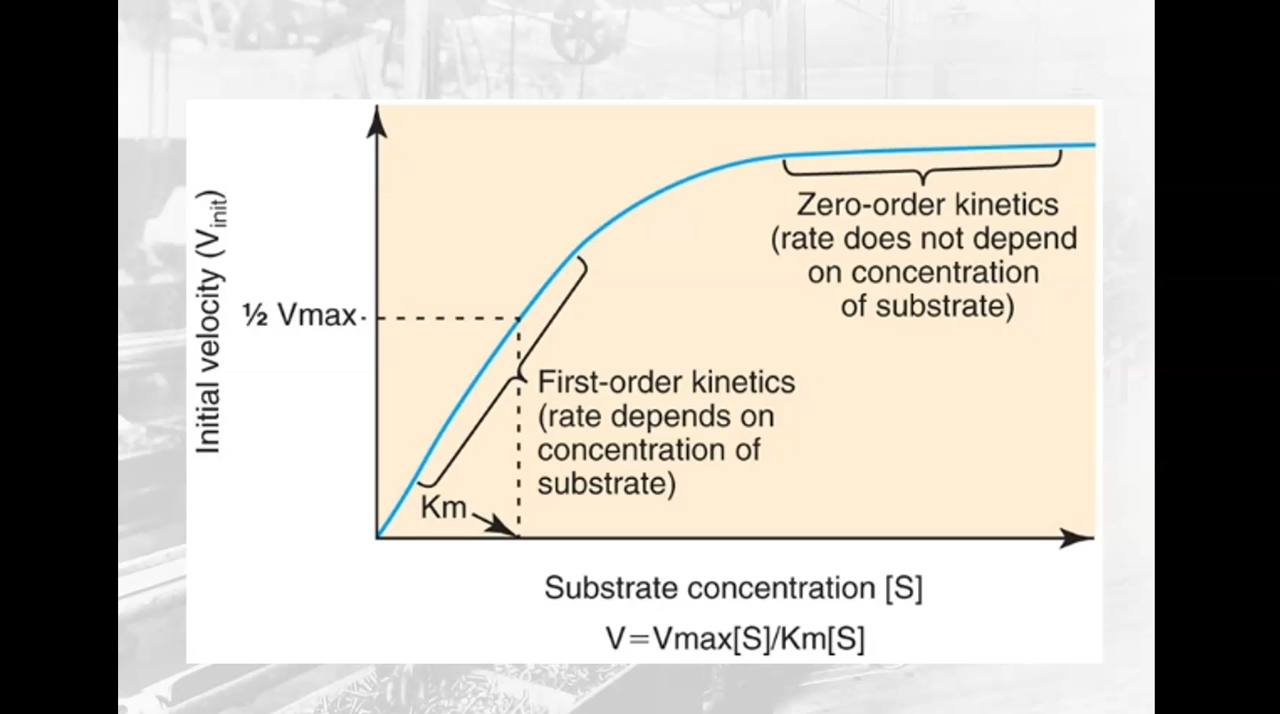 Initial velocity (Vinit)
½ Vmax
Zero-order kinetics
(rate does not depend
on concentration
of substrate)
First-order kinetics
(rate depends on
concentration of
substrate)
Km
Substrate concentration [S]
V=Vmax[S]/Km[S]